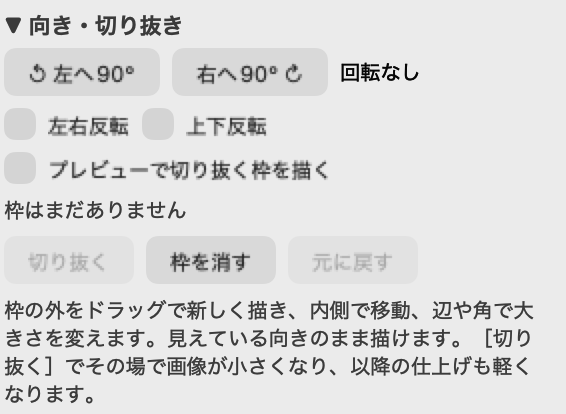 ▼ 向き・切り抜き
↺ 左へ90° 右へ90° ↻ 回転なし
左右反転 上下反転
プレビューで切り抜く枠を描く
枠はまだありません
切り抜く 枠を消す 元に戻す
枠の外をドラッグで新しく描き、内側で移動、辺や角で大
きさを変えます。見えている向きのまま描けます。［切り
抜く］でその場で画像が小さくなり、以降の仕上げも軽く
なります。